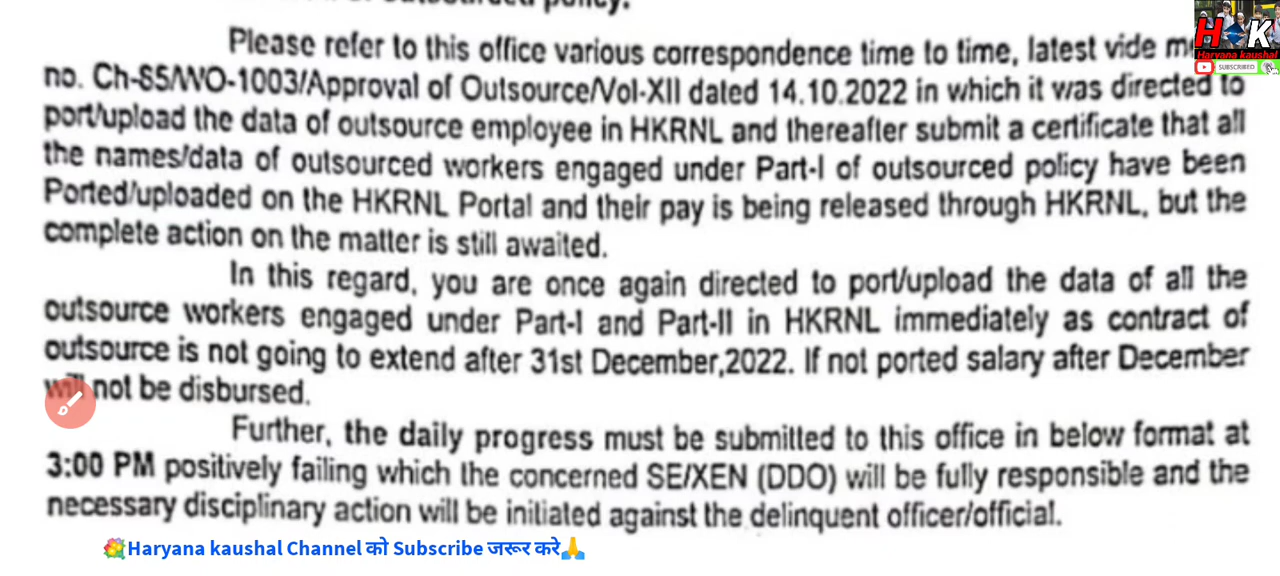 of outsourced policy.
Please refer to this office various correspondence time to time, latest vide
no. Ch-85/WO-1003/Approval of Outsource/Vol-XII dated 14.10.2022 in which it was directed to
port/upload the data of outsource employee in HKRNL and thereafter submit a certificate that all
the names/data of outsourced workers engaged under Part-I of outsourced policy have been
Ported/uploaded on the HKRNL Portal and their pay is being released through HKRNL, but the
complete action on the matter is still awaited.
In this regard, you are once again directed to port/upload the data of all the
outsource workers engaged under Part-I and Part-II in HKRNL immediately as contract of
outsource is not going to extend after 31st December,2022. If not ported salary after December
will not be disbursed.
Further, the daily progress must be submitted to this office in below format at
3:00 PM positively failing which the concerned SE/XEN (DDO) will be fully responsible and the
necessary disciplinary action will be initiated against the delinquent officer/official.
💐Haryana kaushal Channel को Subscribe जरूर करे🙏
H K
Haryana kaushal
SUBSCRIBED